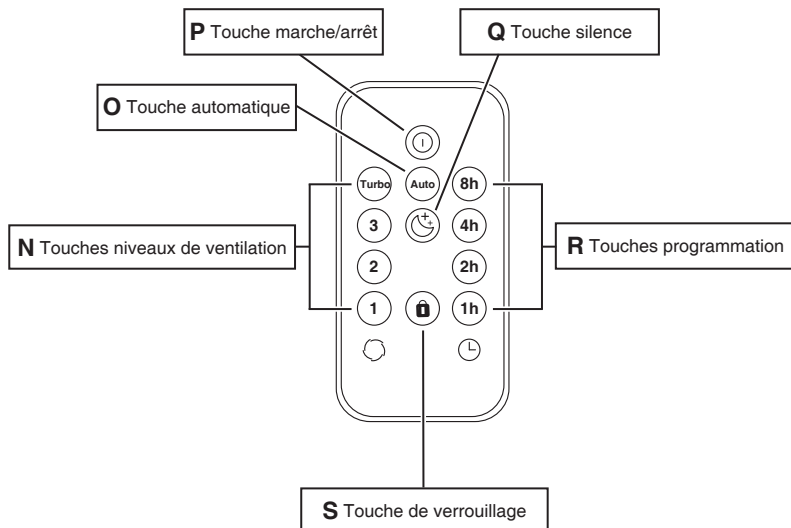 P Touche marche/arrêt
Q Touche silence
O Touche automatique
Turbo Auto 8h
3 4h
N Touches niveaux de ventilation
R Touches programmation
2 2h
1 1h
S Touche de verrouillage